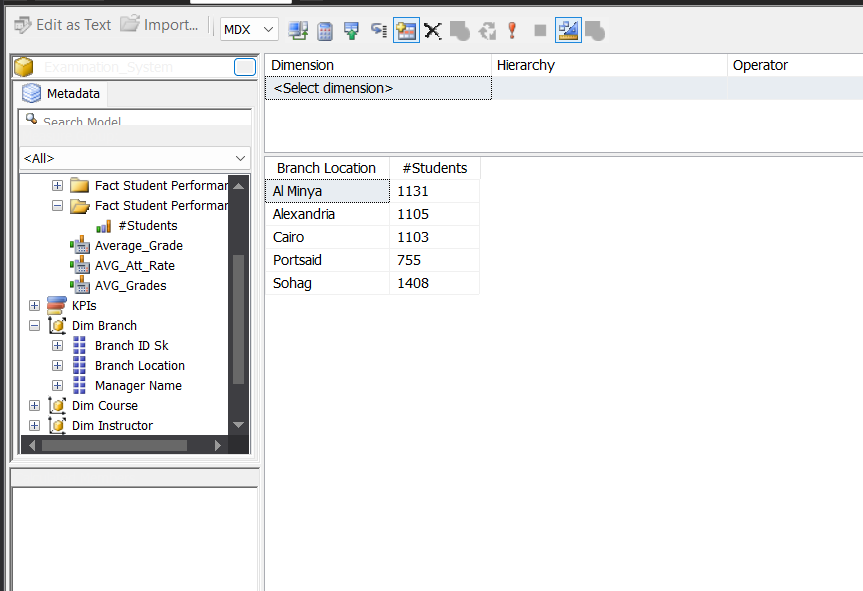 Edit as Text Import... MDX
Examination_System
Metadata
Search Model
<All>
Fact Student Performan
Fact Student Performan
#Students
Average_Grade
AVG_Att_Rate
AVG_Grades
KPIs
Dim Branch
Branch ID Sk
Branch Location
Manager Name
Dim Course
Dim Instructor
Dimension Hierarchy Operator
<Select dimension>
Branch Location #Students
Al Minya 1131
Alexandria 1105
Cairo 1103
Portsaid 755
Sohag 1408